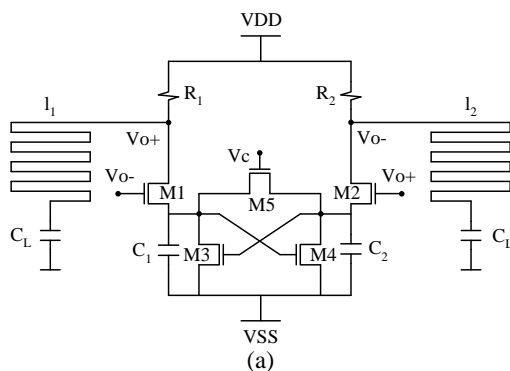 VDD
R1 R2
l1 l2
Vo+ Vo-
Vc
Vo- M1 M2 Vo+
M5
CL C1 M3 M4 C2 CL
VSS
(a)